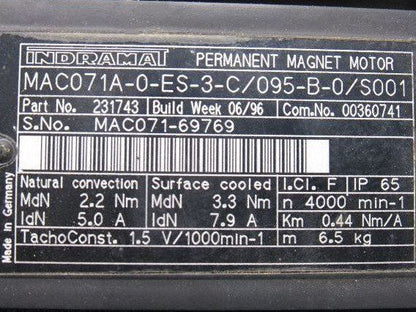 INDRAMAT PERMANENT MAGNET MOTOR
MAC071A-0-ES-3-C/095-B-0/S001
Part No. 231743 Build Week 06/96 Com.No. 00360741
S.No. MAC071-69769
Natural convection Surface cooled I.Cl. F IP 65
MdN 2.2 Nm MdN 3.3 Nm n 4000 min-1
IdN 5.0 A IdN 7.9 A Km 0.44 Nm/A
TachoConst. 1.5 V/1000min-1 m 6.5 kg
Made in Germany